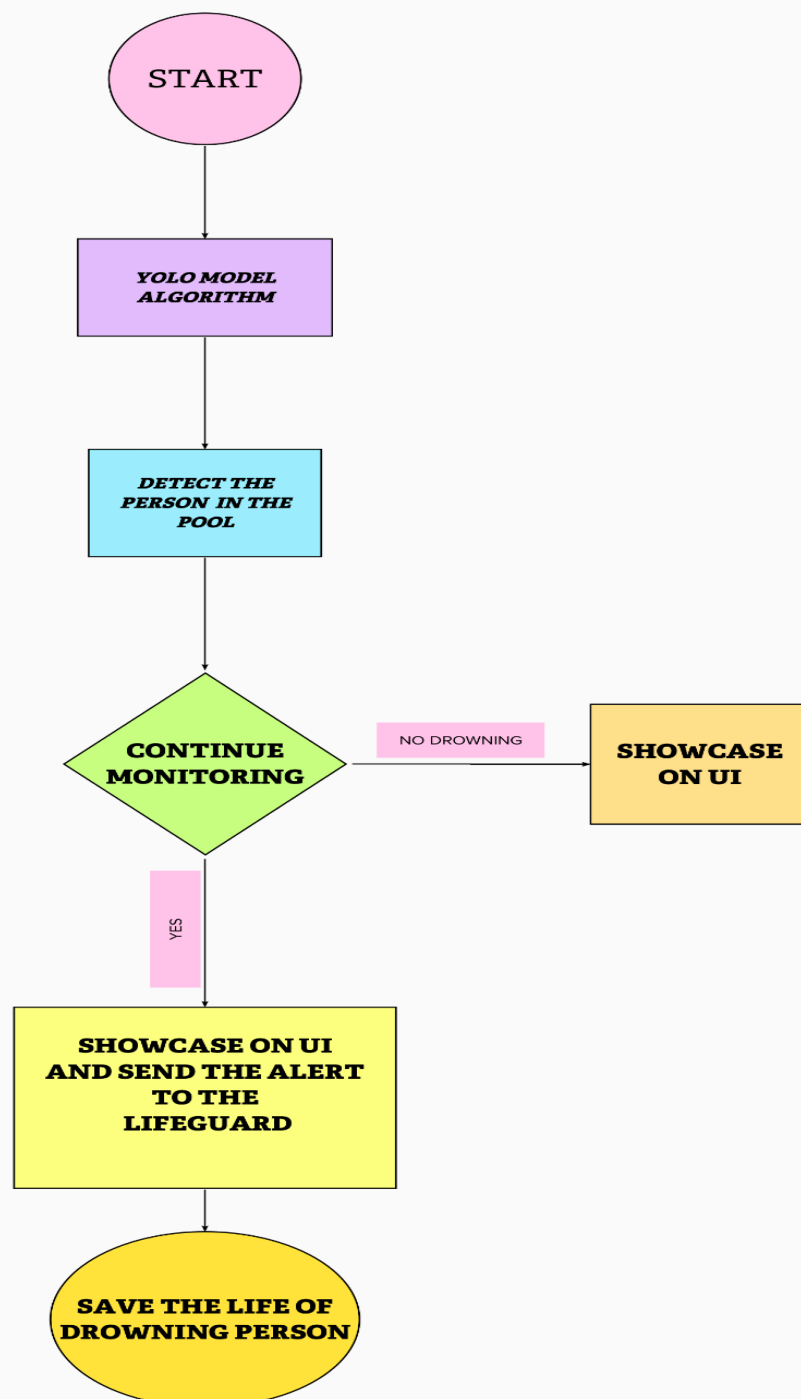 START
YOLO MODEL
ALGORITHM
DETECT THE
PERSON IN THE
POOL
CONTINUE
MONITORING
NO DROWNING
SHOWCASE
ON UI
YES
SHOWCASE ON UI
AND SEND THE ALERT
TO THE
LIFEGUARD
SAVE THE LIFE OF
DROWNING PERSON